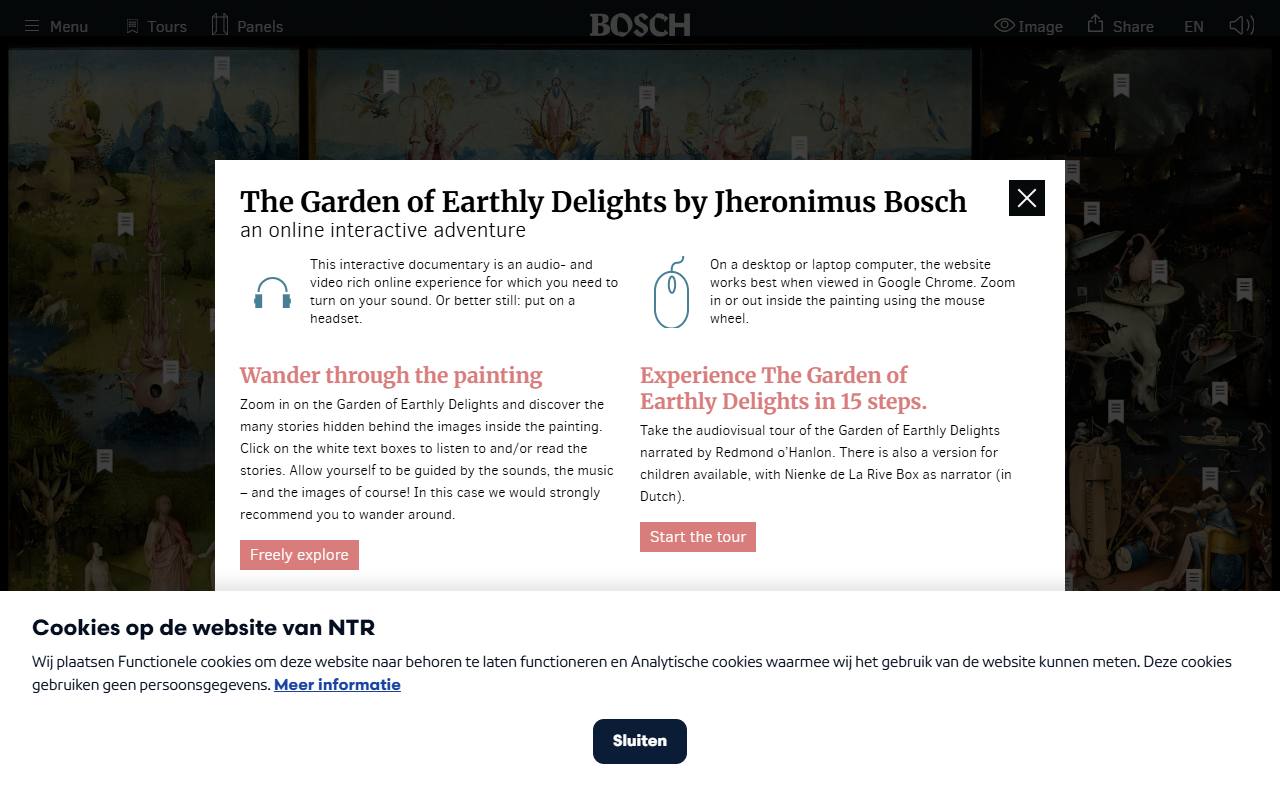 Menu
Tours
Panels
BOSCH
Image
Share
EN
The Garden of Earthly Delights by Jheronimus Bosch
an online interactive adventure
This interactive documentary is an audio- and
video rich online experience for which you need to
turn on your sound. Or better still: put on a
headset.
On a desktop or laptop computer, the website
works best when viewed in Google Chrome. Zoom
in or out inside the painting using the mouse
wheel.
Wander through the painting
Zoom in on the Garden of Earthly Delights and discover the
many stories hidden behind the images inside the painting.
Click on the white text boxes to listen to and/or read the
stories. Allow yourself to be guided by the sounds, the music
– and the images of course! In this case we would strongly
recommend you to wander around.
Freely explore
Experience The Garden of
Earthly Delights in 15 steps.
Take the audiovisual tour of the Garden of Earthly Delights
narrated by Redmond o'Hanlon. There is also a version for
children available, with Nienke de La Rive Box as narrator (in
Dutch).
Start the tour
Cookies op de website van NTR
Wij plaatsen Functionele cookies om deze website naar behoren te laten functioneren en Analytische cookies waarmee wij het gebruik van de website kunnen meten. Deze cookies
gebruiken geen persoonsgegevens. Meer informatie
Sluiten